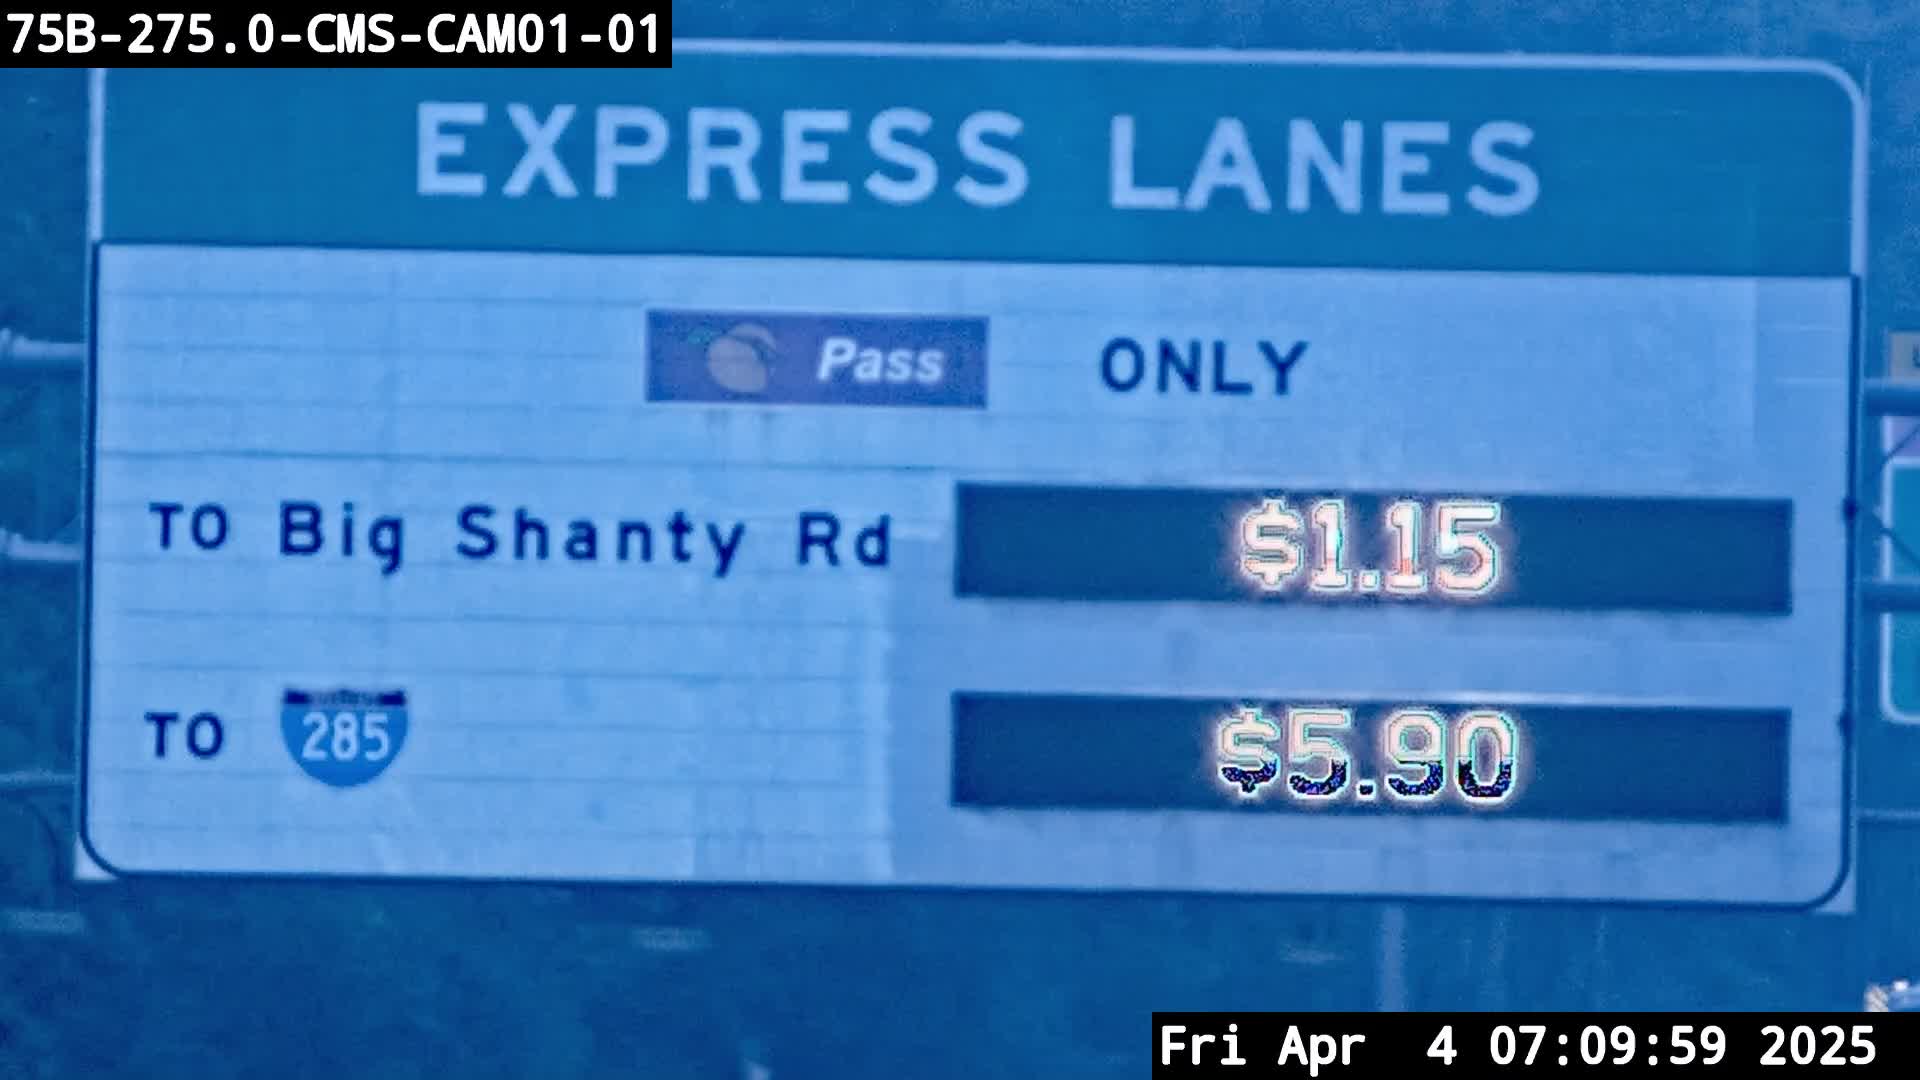 75B-275.0-CMS-CAM01-01
EXPRESS LANES
Pass ONLY
TO Big Shanty Rd $1.15
TO 285 $5.90
Fri Apr 4 07:09:59 2025